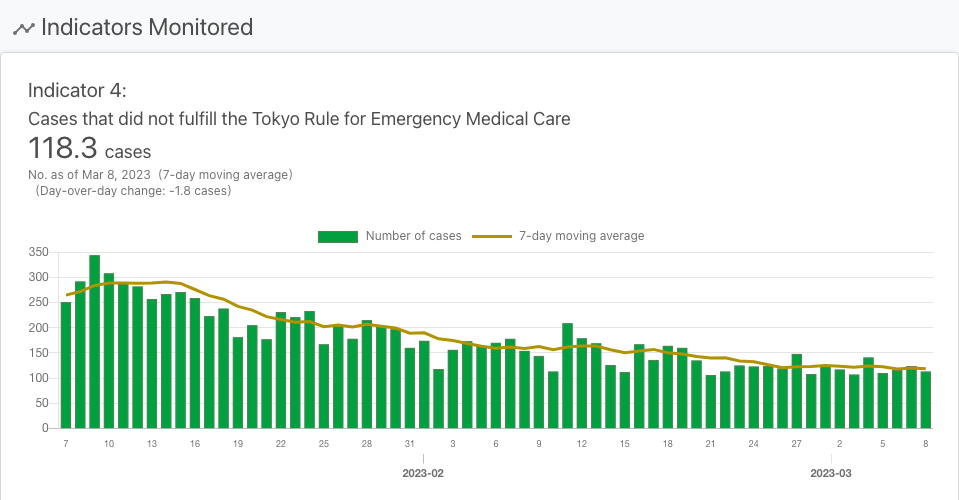 Indicators Monitored
Indicator 4:
Cases that did not fulfill the Tokyo Rule for Emergency Medical Care
118.3 cases
No. as of Mar 8, 2023 (7-day moving average)
(Day-over-day change: -1.8 cases)
Number of cases 7-day moving average
350
300
250
200
150
100
50
0
7 10 13 16 19 22 25 28 31 3 6 9 12 15 18 21 24 27 2 5 8
2023-02 2023-03